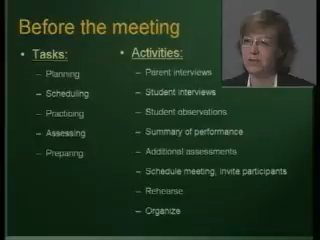 Before the meeting
• Tasks:
– Planning
– Scheduling
– Practicing
– Assessing
– Preparing
• Activities:
– Parent interviews
– Student interviews
– Student observations
– Summary of performance
– Additional assessments
– Schedule meeting, invite participants
– Rehearse
– Organize